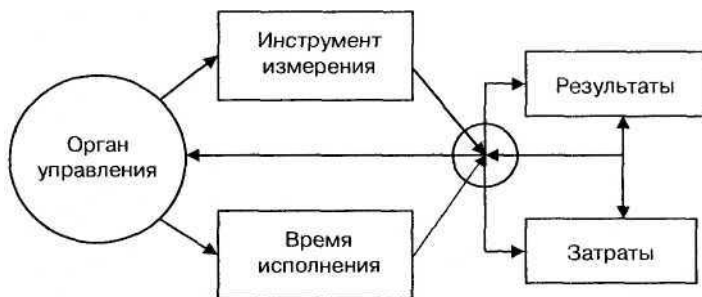 Инструмент
измерения
Результаты
Орган
управления
Время
исполнения
Затраты